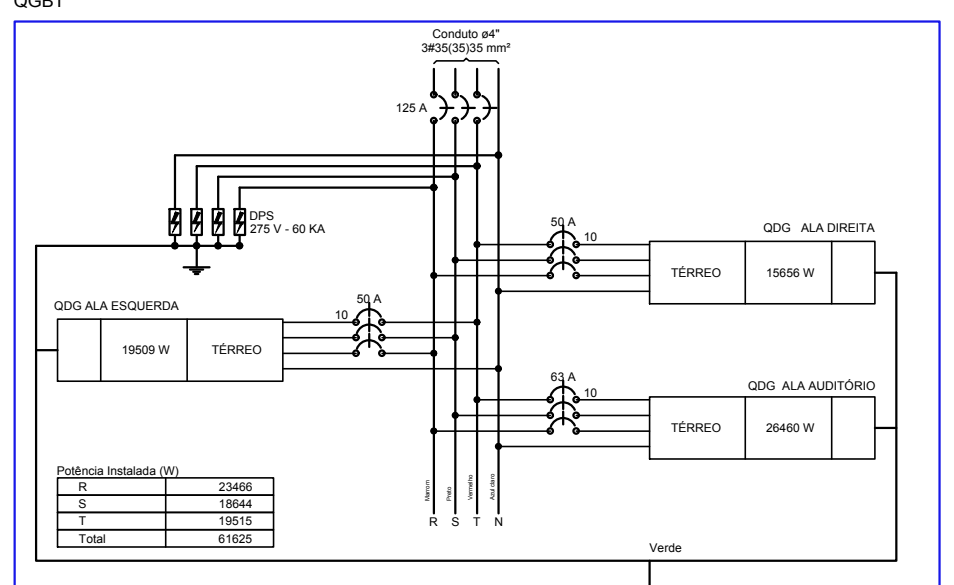 QGBT
Conduto ø4"
3#35(35)35 mm²
125 A
DPS
275 V - 60 KA
50 A
10
QDG ALA DIREITA
TÉRREO
15656 W
QDG ALA ESQUERDA
50 A
10
19509 W
TÉRREO
63 A
10
QDG ALA AUDITÓRIO
TÉRREO
26460 W
Potência Instalada (W)
R 23466
S 18644
T 19515
Total 61625
Marrom
Preto
Vermelho
Azul claro
R S T N
Verde